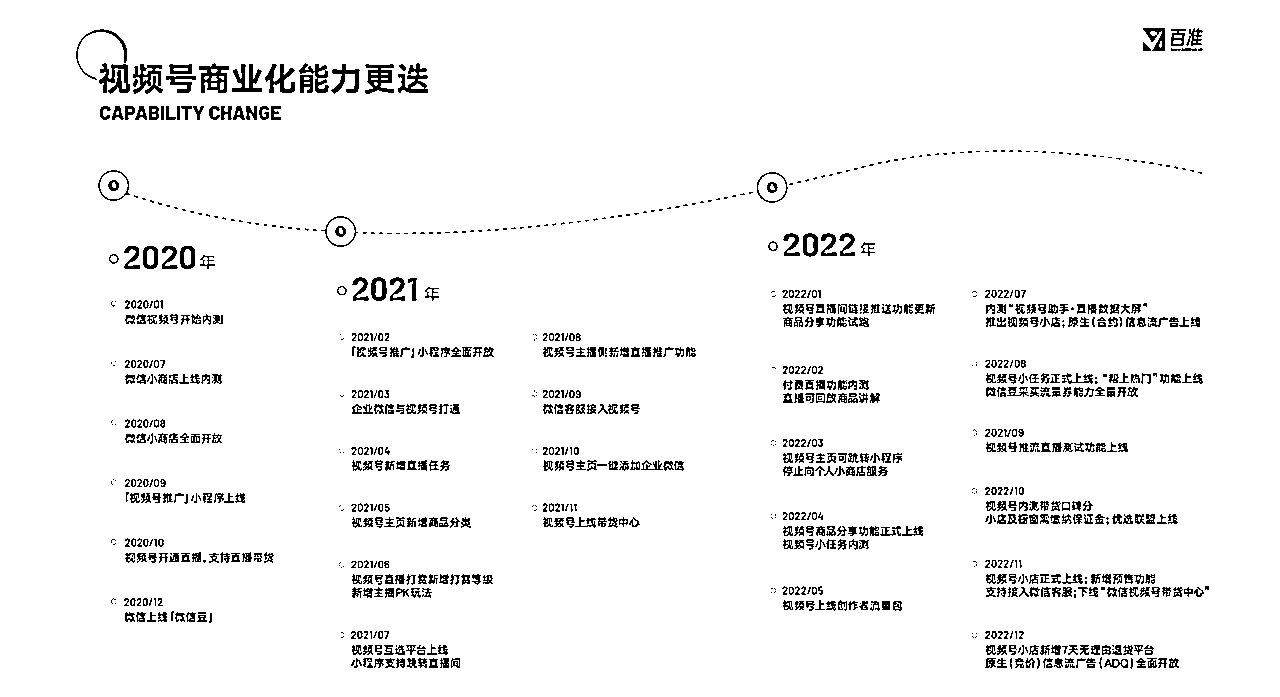 百准
视频号商业化能力更迭
CAPABILITY CHANGE
2020年
2020/01
微信视频号开始内测
2020/07
微信小商店上线内测
2020/08
微信小商店全面开放
2020/09
「视频号推广」小程序上线
2020/10
视频号开通直播,支持直播带货
2020/12
微信上线「微信豆」
2021年
2021/02
「视频号推广」小程序全面开放
2021/03
企业微信与视频号打通
2021/04
视频号新增直播任务
2021/05
视频号主页新增商品分类
2021/06
视频号直播打赏新增打赏等级
新增主播PK玩法
2021/07
视频号互选平台上线
小程序支持跳转直播间
2021/08
视频号主播侧新增直播推广功能
2021/09
微信客服接入视频号
2021/10
视频号主页一键添加企业微信
2021/11
视频号上线带货中心
2022年
2022/01
视频号直播间链接推送功能更新
商品分享功能试跑
2022/02
付费直播功能内测
直播可回放商品讲解
2022/03
视频号主页可跳转小程序
停止向个人小商店服务
2022/04
视频号商品分享功能正式上线
视频号小任务内测
2022/05
视频号上线创作者流量包
2022/07
内测“视频号助手·直播数据大屏”
推出视频号小店;原生(合约)信息流广告上线
2022/08
视频号小任务正式上线;“帮上热门”功能上线
微信豆采买流量券能力全量开放
2021/09
视频号推流直播测试功能上线
2022/10
视频号内测带货口碑分
小店及橱窗需缴纳保证金;优选联盟上线
2022/11
视频号小店正式上线;新增预售功能
支持接入微信客服;下线“微信视频号带货中心”
2022/12
视频号小店新增7天无理由退货平台
原生(竞价)信息流广告(ADQ)全面开放